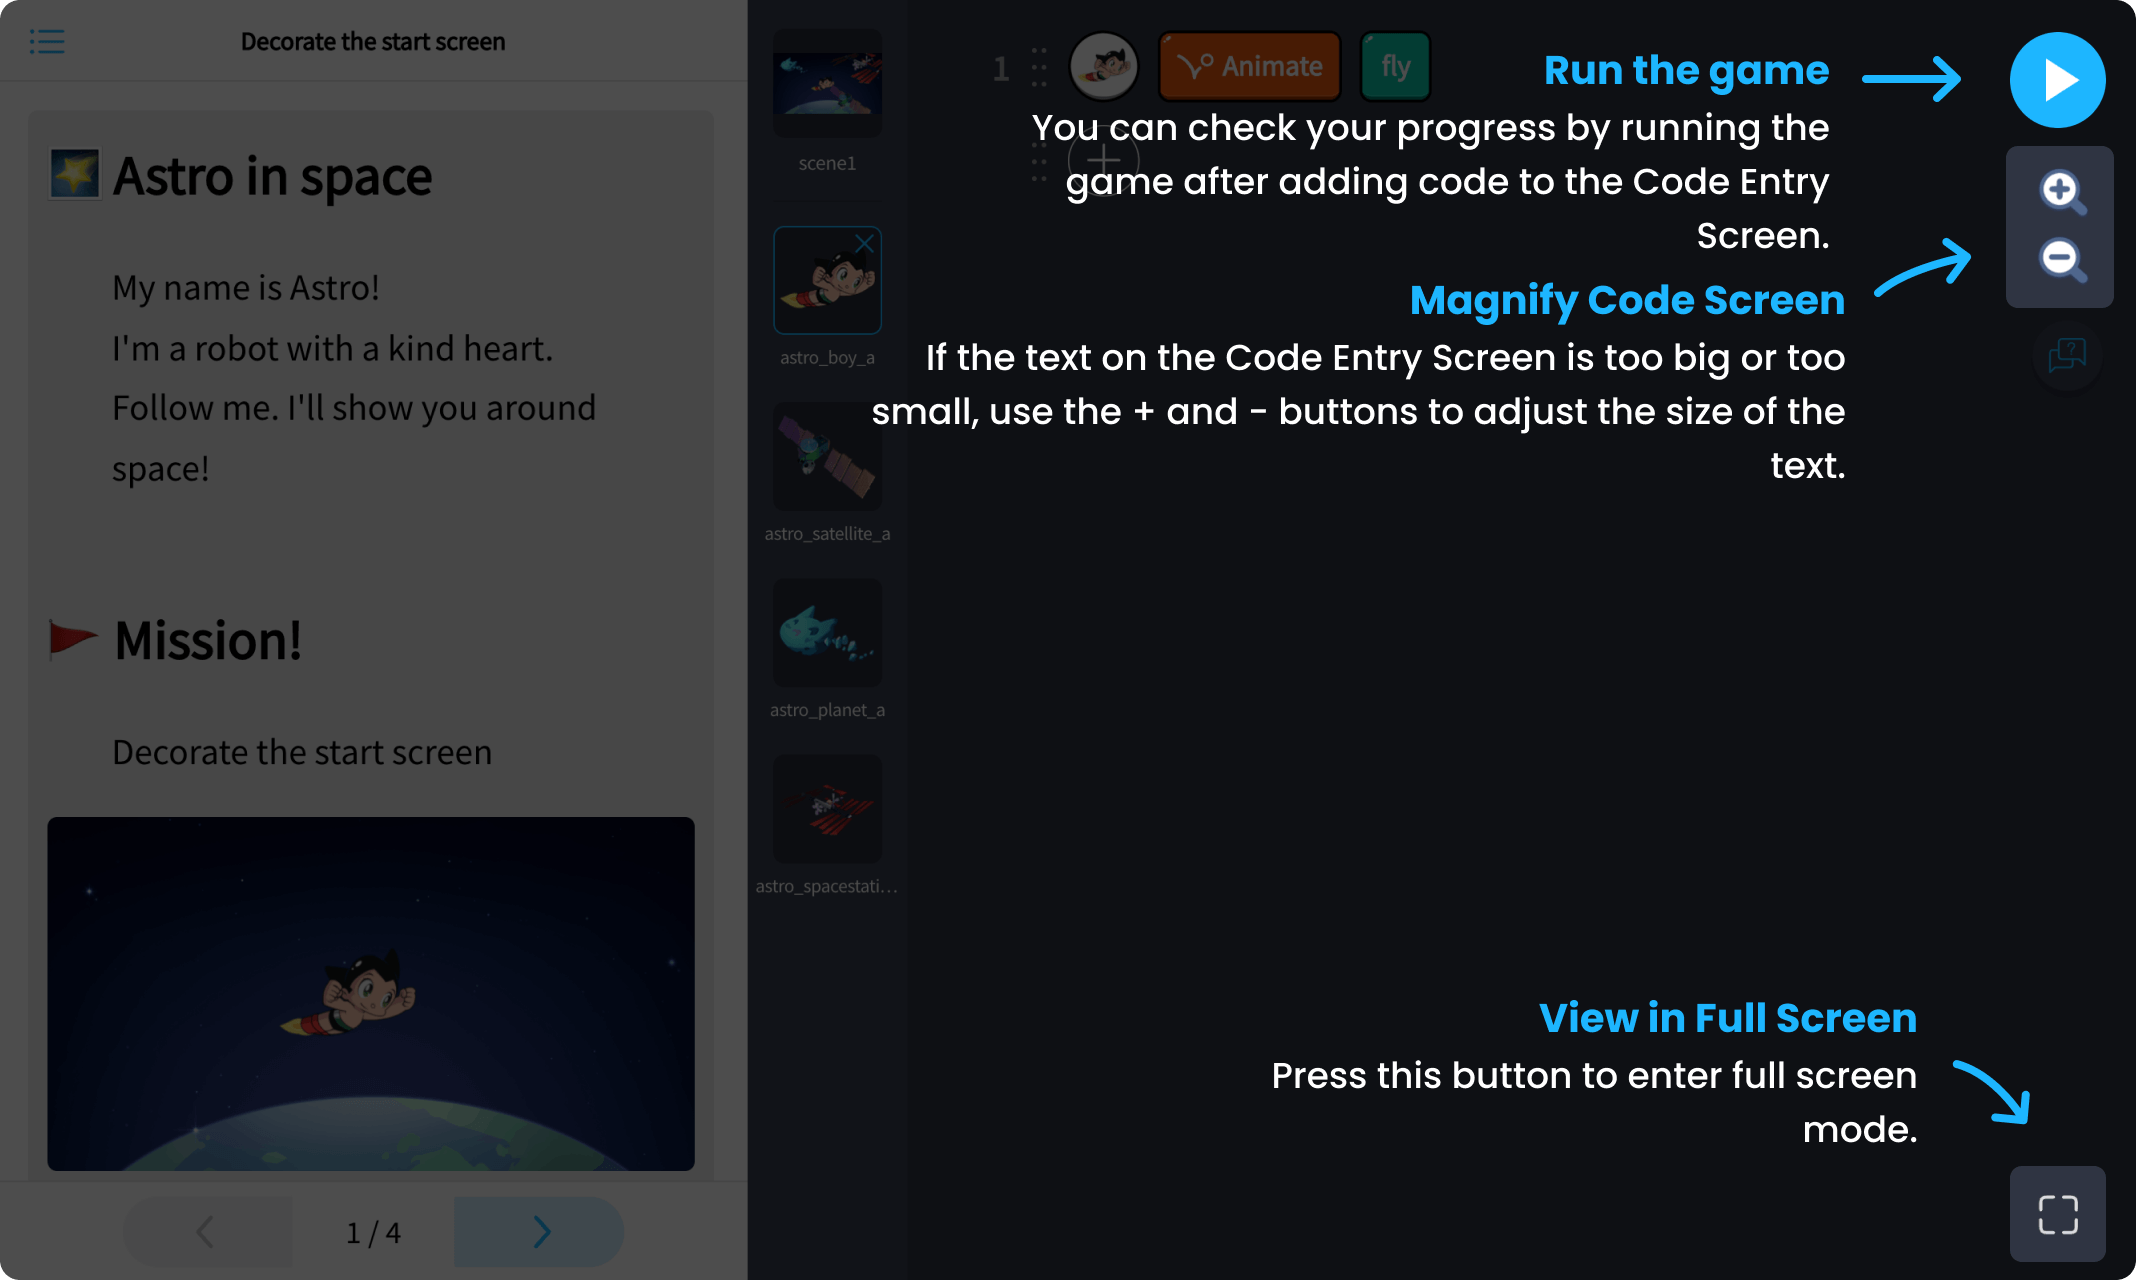 Decorate the start screen
Astro in space
My name is Astro!
I'm a robot with a kind heart.
Follow me. I'll show you around
space!
Mission!
Decorate the start screen
1 / 4
scene1
astro_boy_a
astro_satellite_a
astro_planet_a
astro_spacestati...
1
Animate
fly
Run the game
You can check your progress by running the
game after adding code to the Code Entry
Screen.
Magnify Code Screen
If the text on the Code Entry Screen is too big or too
small, use the + and - buttons to adjust the size of the
text.
View in Full Screen
Press this button to enter full screen
mode.